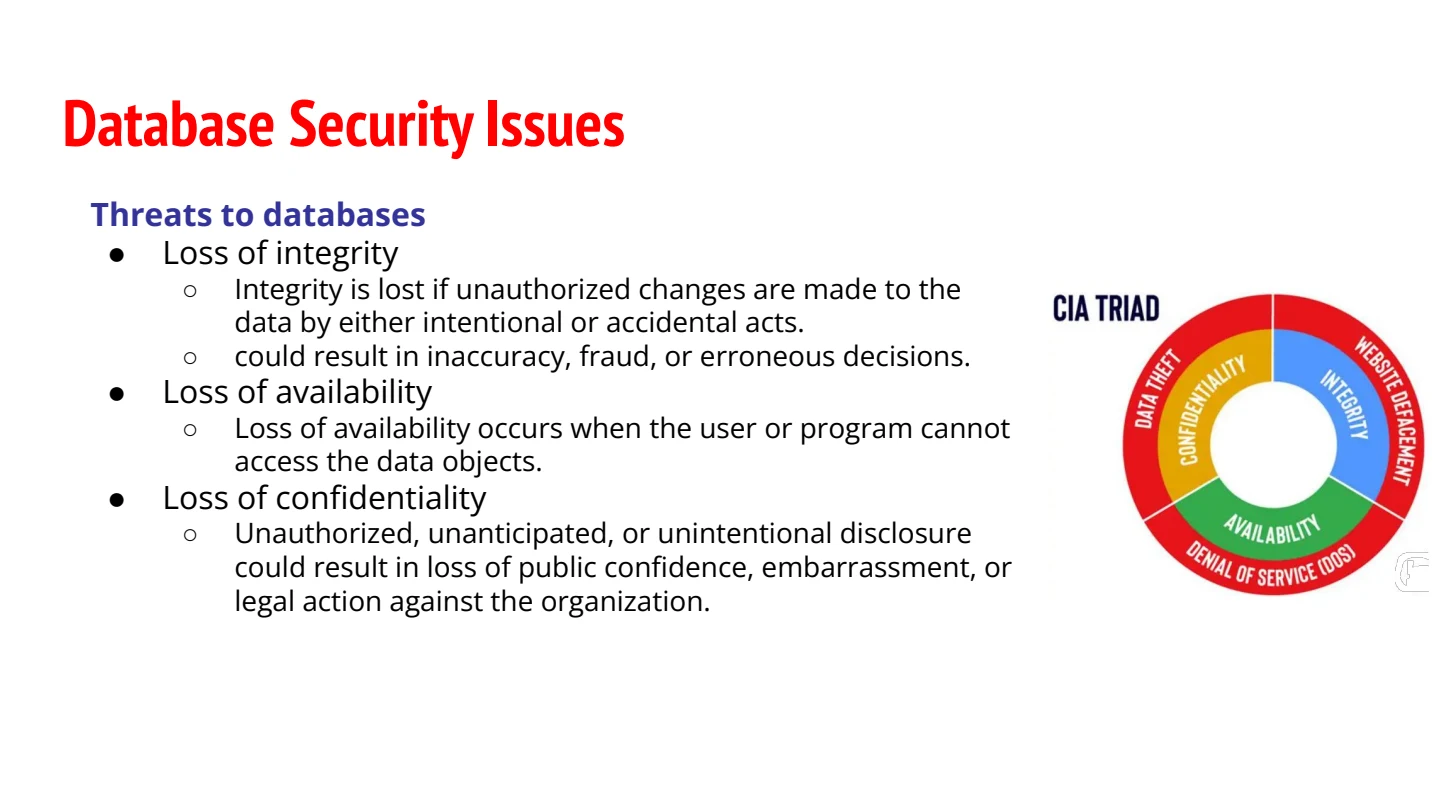 Database Security Issues
Threats to databases
● Loss of integrity
○ Integrity is lost if unauthorized changes are made to the
data by either intentional or accidental acts.
○ could result in inaccuracy, fraud, or erroneous decisions.
● Loss of availability
○ Loss of availability occurs when the user or program cannot
access the data objects.
● Loss of confidentiality
○ Unauthorized, unanticipated, or unintentional disclosure
could result in loss of public confidence, embarrassment, or
legal action against the organization.
CIA TRIAD
DATA THEFT
CONFIDENTIALITY
INTEGRITY
WEBSITE DEFACEMENT
AVAILABILITY
DENIAL OF SERVICE (DOS)